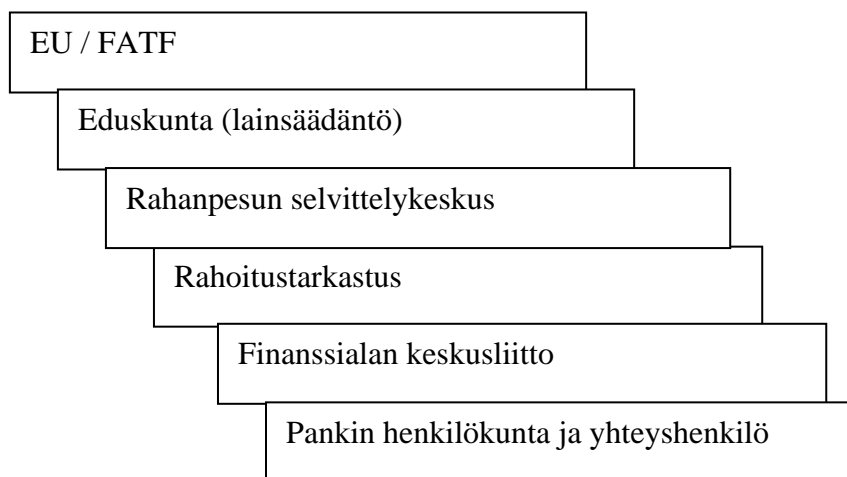 EU / FATF
Eduskunta (lainsäädäntö)
Rahanpesun selvittelykeskus
Rahoitustarkastus
Finanssialan keskusliitto
Pankin henkilökunta ja yhteyshenkilö